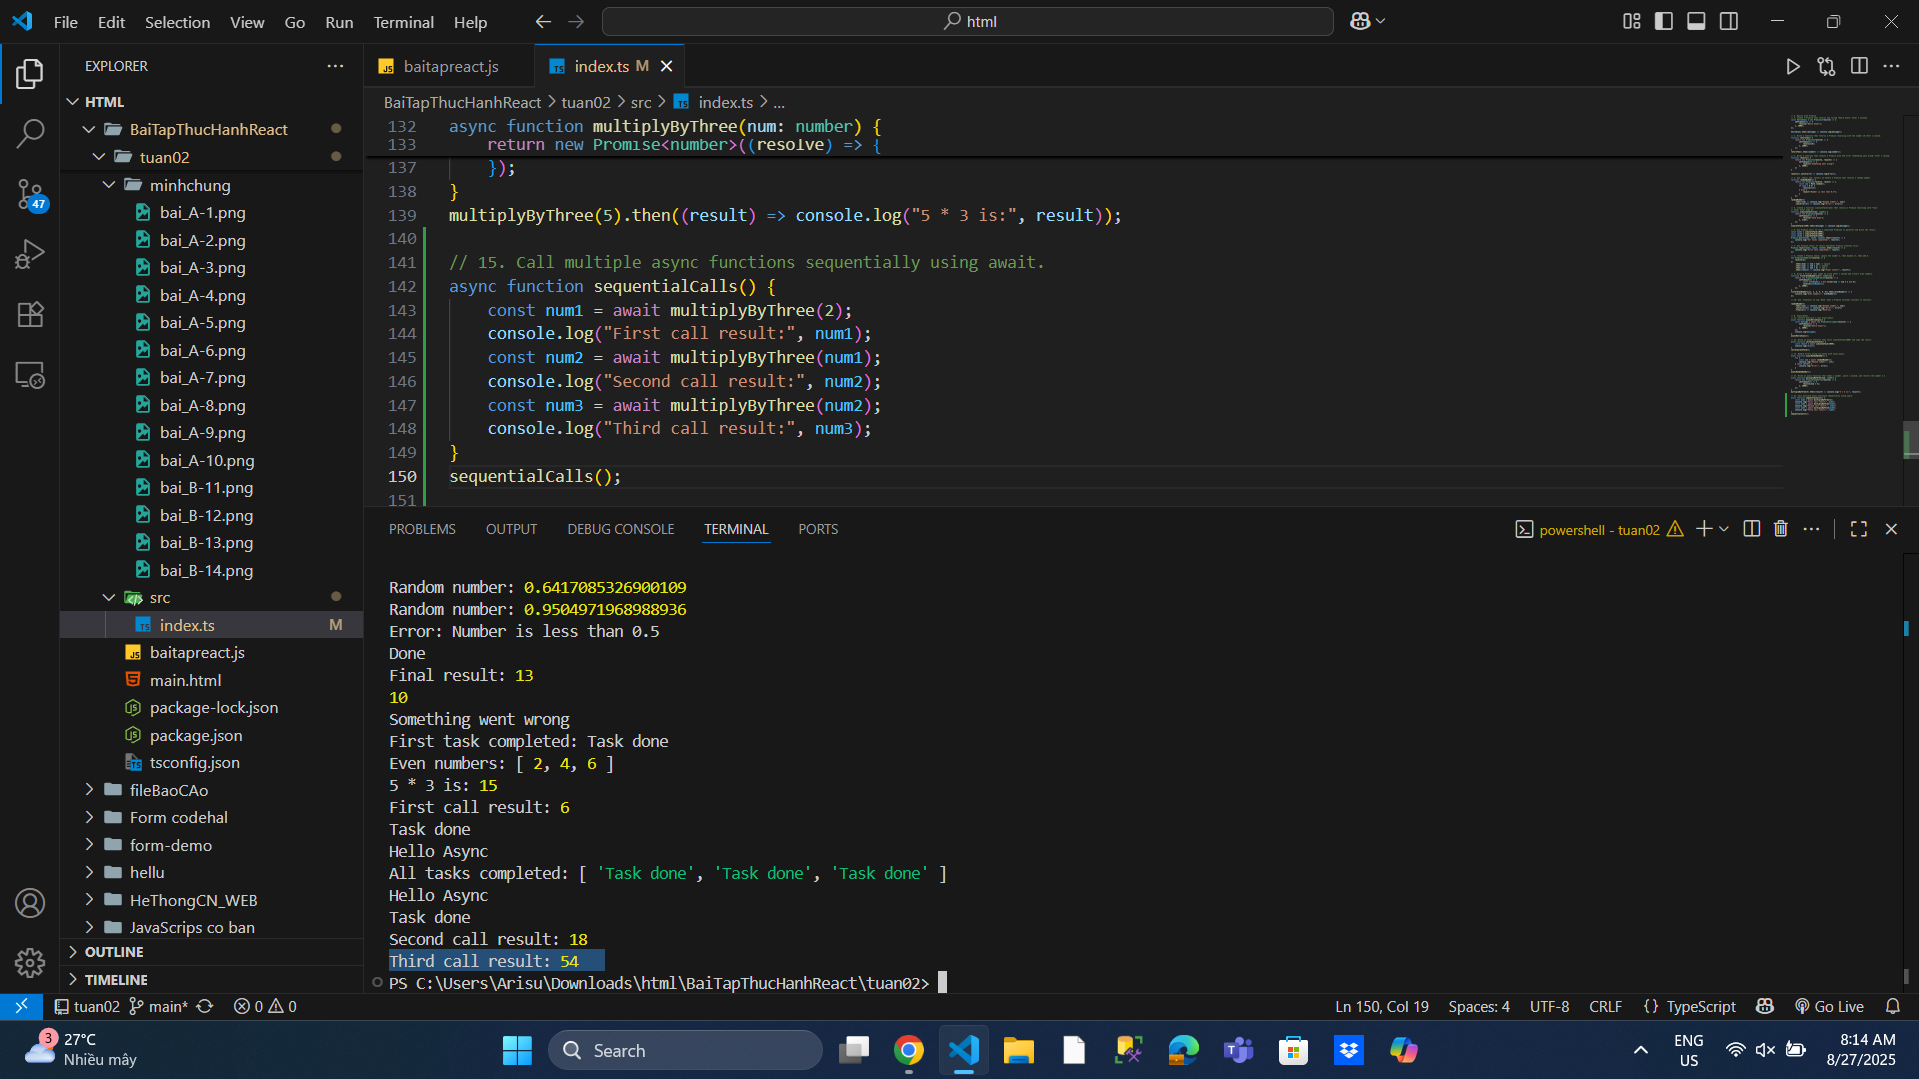 File Edit Selection View Go Run Terminal Help
html
EXPLORER
HTML
BaiTapThucHanhReact
tuan02
minhchung
bai_A-1.png
bai_A-2.png
bai_A-3.png
bai_A-4.png
bai_A-5.png
bai_A-6.png
bai_A-7.png
bai_A-8.png
bai_A-9.png
bai_A-10.png
bai_B-11.png
bai_B-12.png
bai_B-13.png
bai_B-14.png
src
index.ts M
baitapreact.js
main.html
package-lock.json
package.json
tsconfig.json
fileBaoCAo
Form codehal
form-demo
hellu
HeThongCN_WEB
JavaScrips co ban
OUTLINE
TIMELINE
47
baitapreact.js
index.ts M
BaiTapThucHanhReact > tuan02 > src > index.ts > ...
132 async function multiplyByThree(num: number) {
133 return new Promise<number>((resolve) => {
137 });
138 }
139 multiplyByThree(5).then((result) => console.log("5 * 3 is:", result));
140
141 // 15. Call multiple async functions sequentially using await.
142 async function sequentialCalls() {
143 const num1 = await multiplyByThree(2);
144 console.log("First call result:", num1);
145 const num2 = await multiplyByThree(num1);
146 console.log("Second call result:", num2);
147 const num3 = await multiplyByThree(num2);
148 console.log("Third call result:", num3);
149 }
150 sequentialCalls();
151
PROBLEMS OUTPUT DEBUG CONSOLE TERMINAL PORTS
powershell - tuan02
Random number: 0.6417085326900109
Random number: 0.9504971968988936
Error: Number is less than 0.5
Done
Final result: 13
10
Something went wrong
First task completed: Task done
Even numbers: [ 2, 4, 6 ]
5 * 3 is: 15
First call result: 6
Task done
Hello Async
All tasks completed: [ 'Task done', 'Task done', 'Task done' ]
Hello Async
Task done
Second call result: 18
Third call result: 54
PS C:\Users\Arisu\Downloads\html\BaiTapThucHanhReact\tuan02>
tuan02 main* 0 0
Ln 150, Col 19 Spaces: 4 UTF-8 CRLF {} TypeScript Go Live
3
27°C
Nhiều mây
Search
ENG
US
8:14 AM
8/27/2025